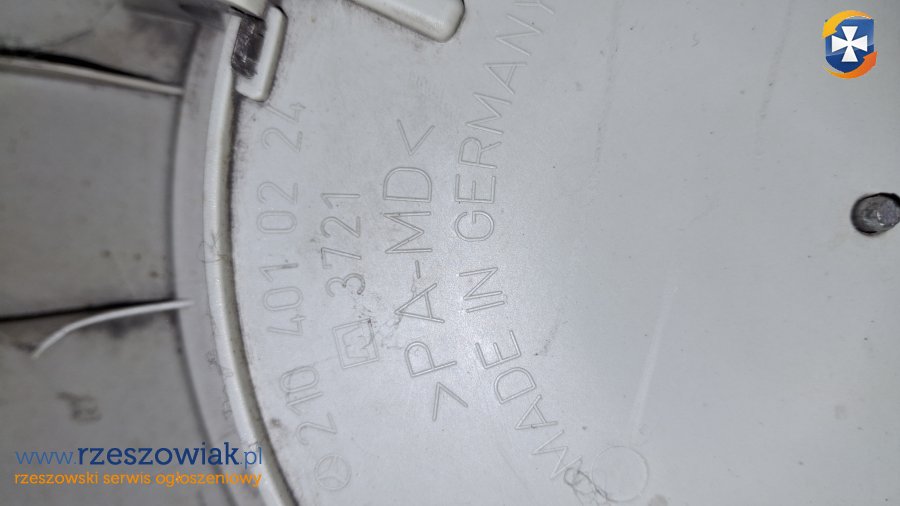 210 401 02 24
3721
>PA-MD<
MADE IN GERMANY
www.rzeszowiak.pl
rzeszowski serwis ogłoszeniowy